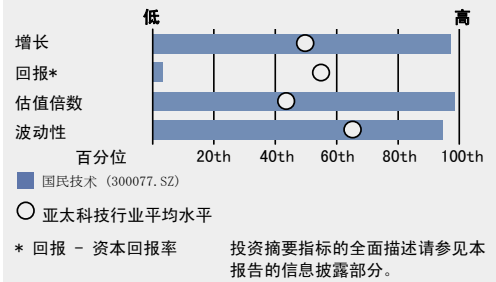 低 高
增长
回报*
估值倍数
波动性
百分位 20th 40th 60th 80th 100th
国民技术 (300077.SZ)
亚太科技行业平均水平
* 回报 - 资本回报率 投资摘要指标的全面描述请参见本
报告的信息披露部分。